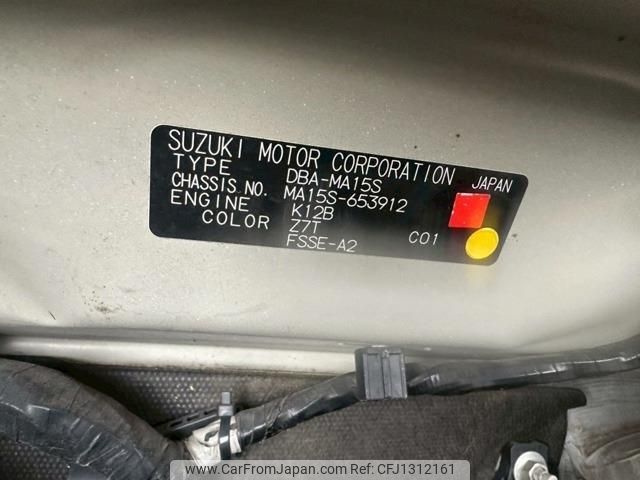 SUZUKI MOTOR CORPORATION JAPAN
TYPE DBA-MA15S
CHASSIS NO. MA15S-653912
ENGINE K12B
COLOR Z7T
FSSE-A2 C01
www.CarFromJapan.com - CFJ1312161